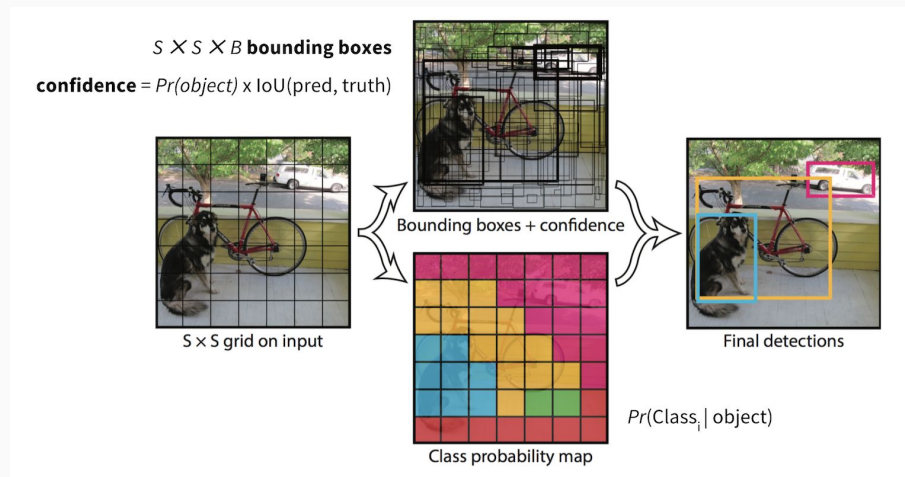 S X S X B bounding boxes
confidence = Pr(object) x IoU(pred, truth)
Bounding boxes + confidence
S × S grid on input
Final detections
Pr(Classᵢ | object)
Class probability map